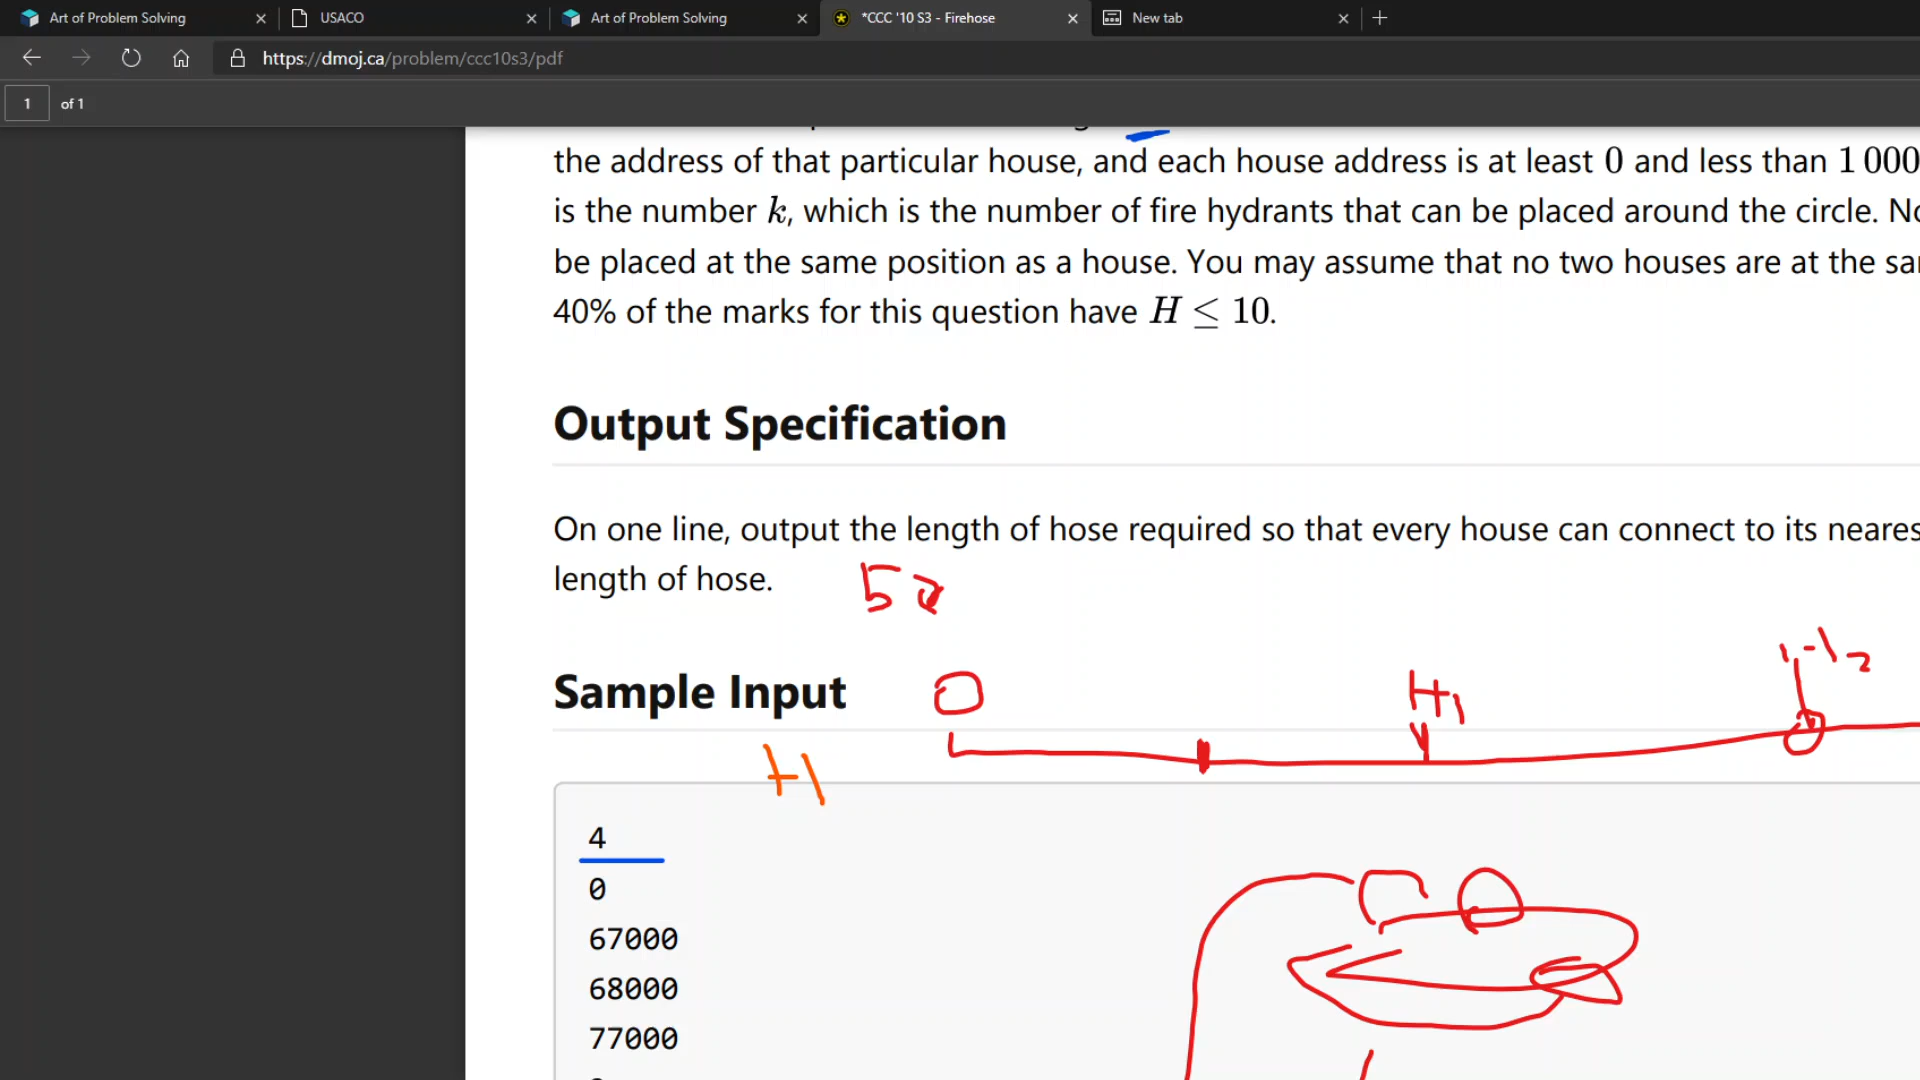 Art of Problem Solving
USACO
Art of Problem Solving
*CCC '10 S3 - Firehose
New tab
https://dmoj.ca/problem/ccc10s3/pdf
1 of 1
the address of that particular house, and each house address is at least 0 and less than 1 000
is the number k, which is the number of fire hydrants that can be placed around the circle.
be placed at the same position as a house. You may assume that no two houses are at the
40% of the marks for this question have H ≤ 10.
Output Specification
On one line, output the length of hose required so that every house can connect to its
length of hose.
Sample Input
0
H1
H2
H
4
0
67000
68000
77000